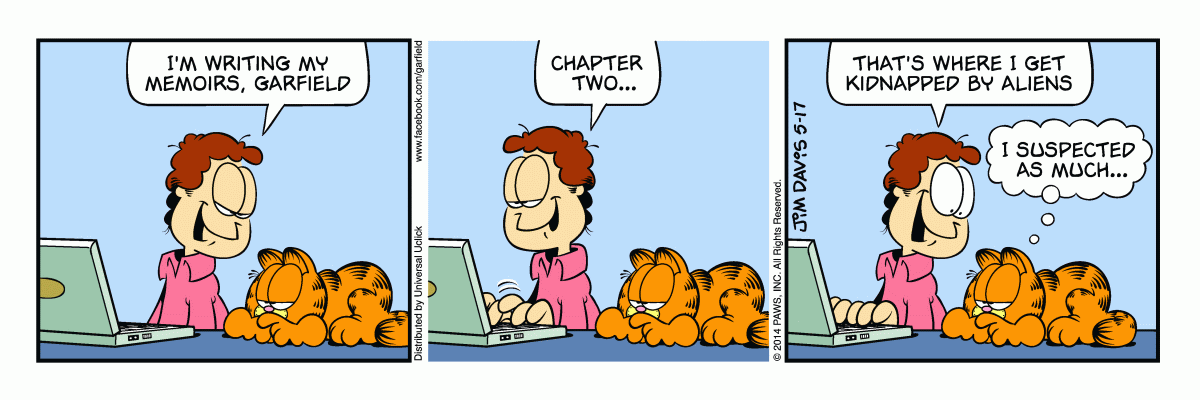 I'M WRITING MY
MEMOIRS, GARFIELD
www.facebook.com/garfield
Distributed by Universal Uclick
CHAPTER
TWO...
© 2014 PAWS, INC. All Rights Reserved.
JIM DAVIS 5-17
THAT'S WHERE I GET
KIDNAPPED BY ALIENS
I SUSPECTED
AS MUCH...